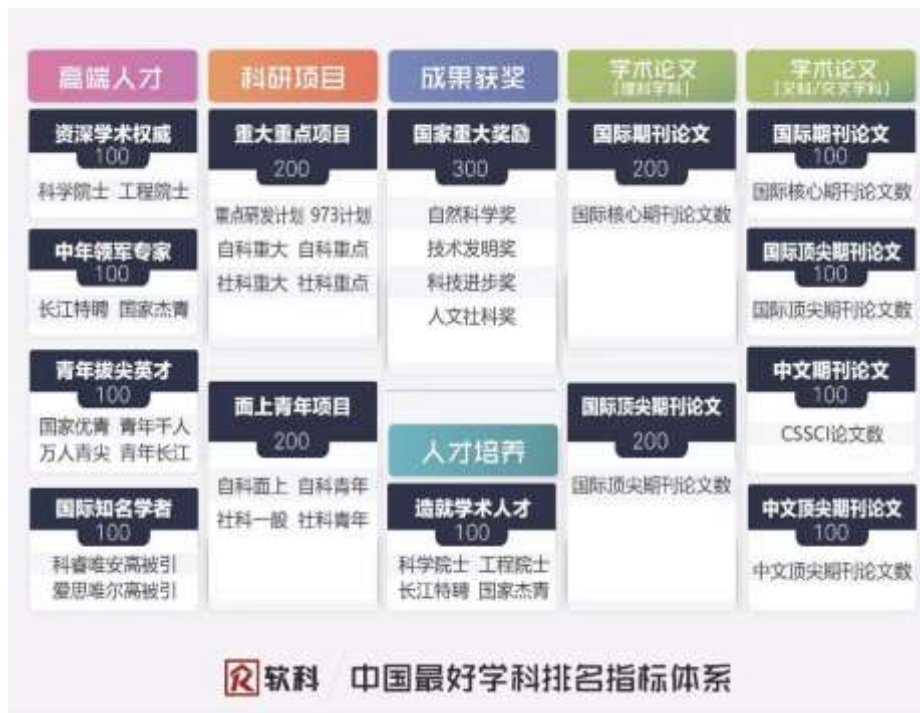 高端人才
资深学术权威
100
科学院士 工程院士
中年领军专家
100
长江特聘 国家杰青
青年拔尖英才
100
国家优青 青年千人
万人青尖 青年长江
国际知名学者
100
科睿唯安高被引
爱思唯尔高被引
科研项目
重大重点项目
200
重点研发计划 973计划
自科重大 自科重点
社科重大 社科重点
面上青年项目
200
自科面上 自科青年
社科一般 社科青年
成果获奖
国家重大奖励
300
自然科学奖
技术发明奖
科技进步奖
人文社科奖
人才培养
造就学术人才
100
科学院士 工程院士
长江特聘 国家杰青
学术论文
[理科学科]
国际期刊论文
200
国际核心期刊论文数
国际顶尖期刊论文
200
国际顶尖期刊论文数
学术论文
[文科/交叉学科]
国际期刊论文
100
国际核心期刊论文数
国际顶尖期刊论文
100
国际顶尖期刊论文数
中文期刊论文
100
CSSCI论文数
中文顶尖期刊论文
100
中文顶尖期刊论文数
软科 中国最好学科排名指标体系